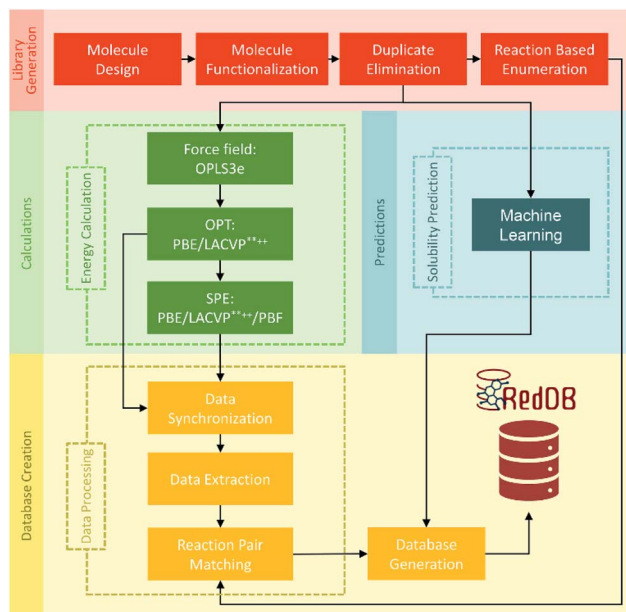 Library
Generation
Molecule
Design
Molecule
Functionalization
Duplicate
Elimination
Reaction Based
Enumeration
Calculations
Energy Calculation
Force field:
OPLS3e
OPT:
PBE/LACVP**++
SPE:
PBE/LACVP**++/PBF
Predictions
Solubility Prediction
Machine
Learning
Database Creation
Data Processing
Data
Synchronization
Data Extraction
Reaction Pair
Matching
Database
Generation
RedDB